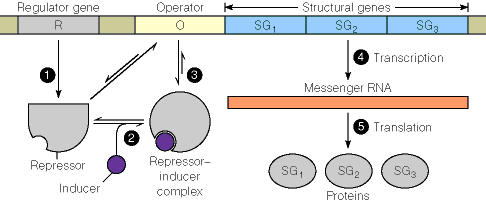 Regulator gene
Operator
Structural genes
R
O
SG1
SG2
SG3
1
3
4 Transcription
Messenger RNA
2
5 Translation
Repressor
Inducer
Repressor–
inducer
complex
SG1
SG2
SG3
Proteins